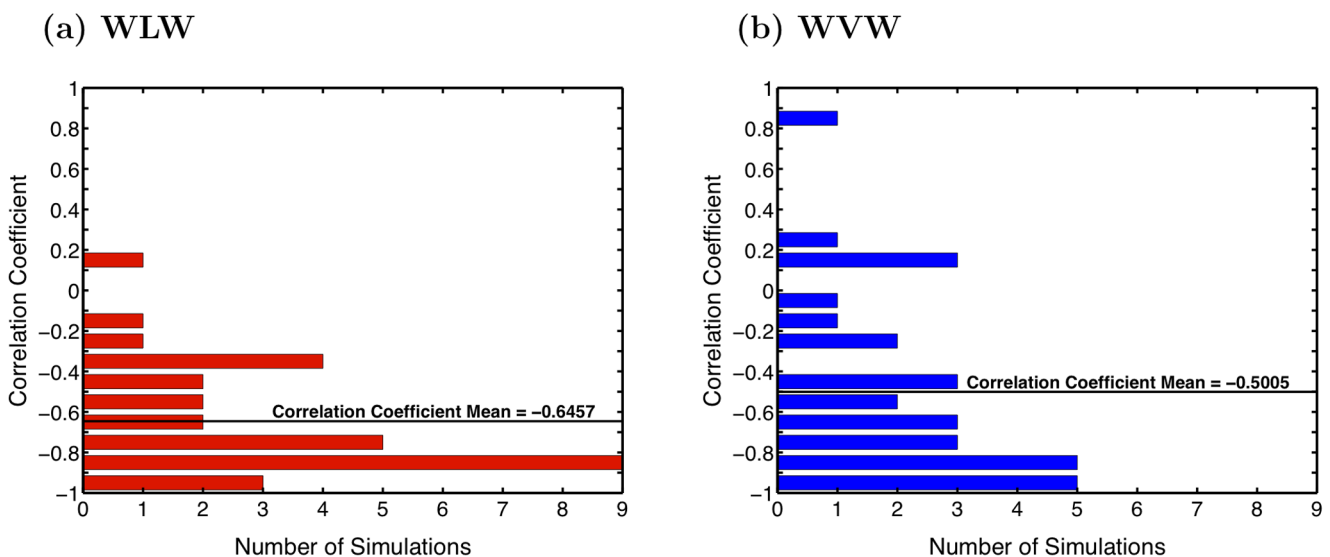 (a) WLW
1
0.8
0.6
0.4
0.2
0
−0.2
−0.4
−0.6
−0.8
−1
Correlation Coefficient
Correlation Coefficient Mean = −0.6457
0 1 2 3 4 5 6 7 8 9
Number of Simulations
(b) WVW
1
0.8
0.6
0.4
0.2
0
−0.2
−0.4
−0.6
−0.8
−1
Correlation Coefficient
Correlation Coefficient Mean = −0.5005
0 1 2 3 4 5 6 7 8 9
Number of Simulations